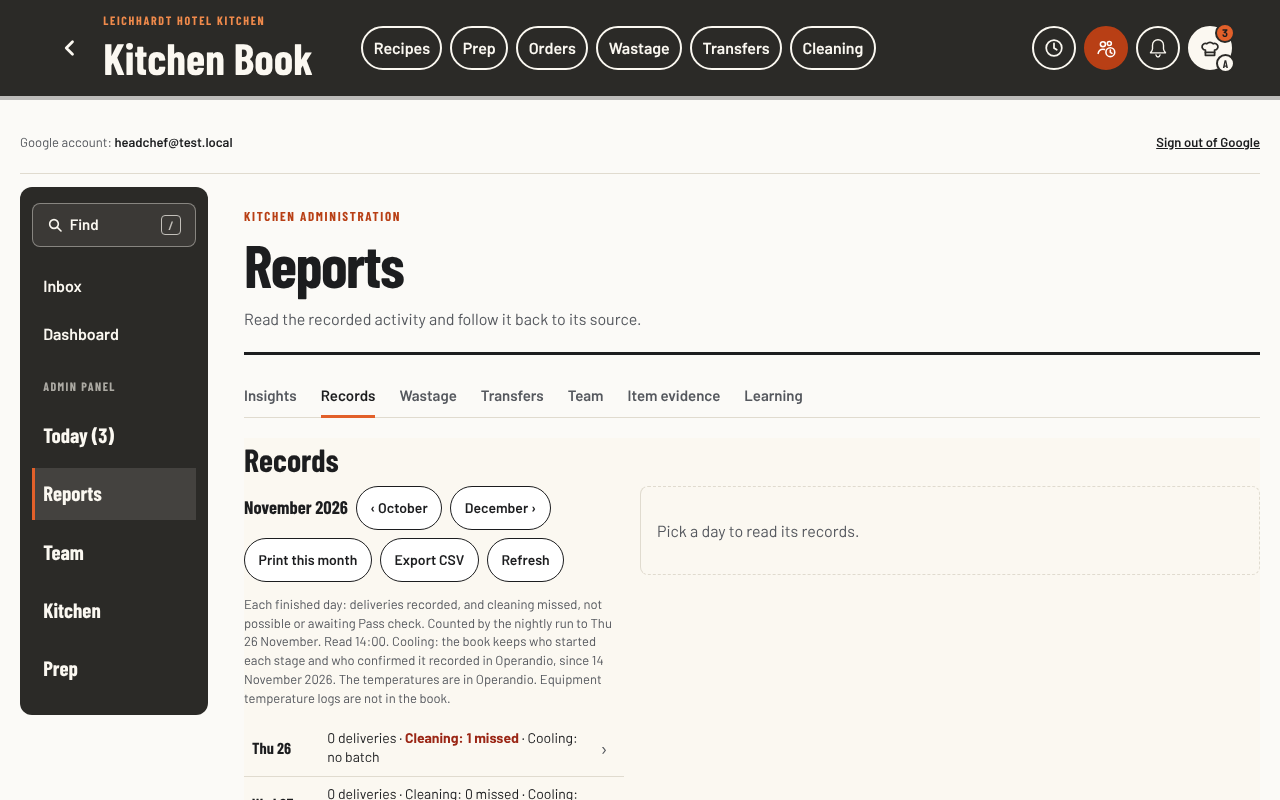 LEICHHARDT HOTEL KITCHEN
Kitchen Book
Recipes
Prep
Orders
Wastage
Transfers
Cleaning
3
A
Google account: headchef@test.local
Sign out of Google
Find
/
Inbox
Dashboard
ADMIN PANEL
Today (3)
Reports
Team
Kitchen
Prep
KITCHEN ADMINISTRATION
Reports
Read the recorded activity and follow it back to its source.
Insights
Records
Wastage
Transfers
Team
Item evidence
Learning
Records
November 2026
‹ October
December ›
Print this month
Export CSV
Refresh
Each finished day: deliveries recorded, and cleaning missed, not
possible or awaiting Pass check. Counted by the nightly run to Thu
26 November. Read 14:00. Cooling: the book keeps who started
each stage and who confirmed it recorded in Operandio, since 14
November 2026. The temperatures are in Operandio. Equipment
temperature logs are not in the book.
Thu 26
0 deliveries · Cleaning: 1 missed · Cooling:
no batch
›
0 deliveries · Cleaning: 0 missed · Cooling:
Pick a day to read its records.